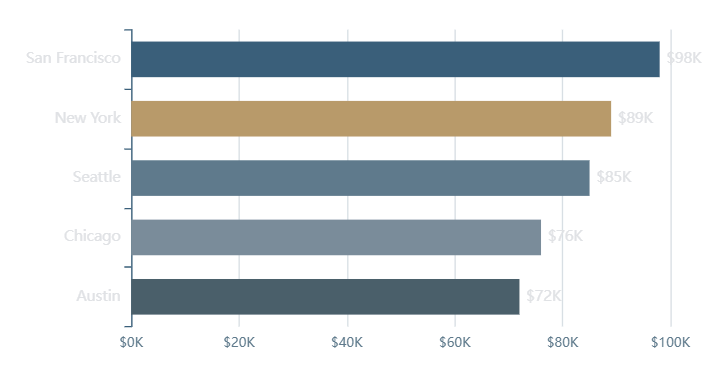 San Francisco $98K
New York $89K
Seattle $85K
Chicago $76K
Austin $72K
$0K $20K $40K $60K $80K $100K